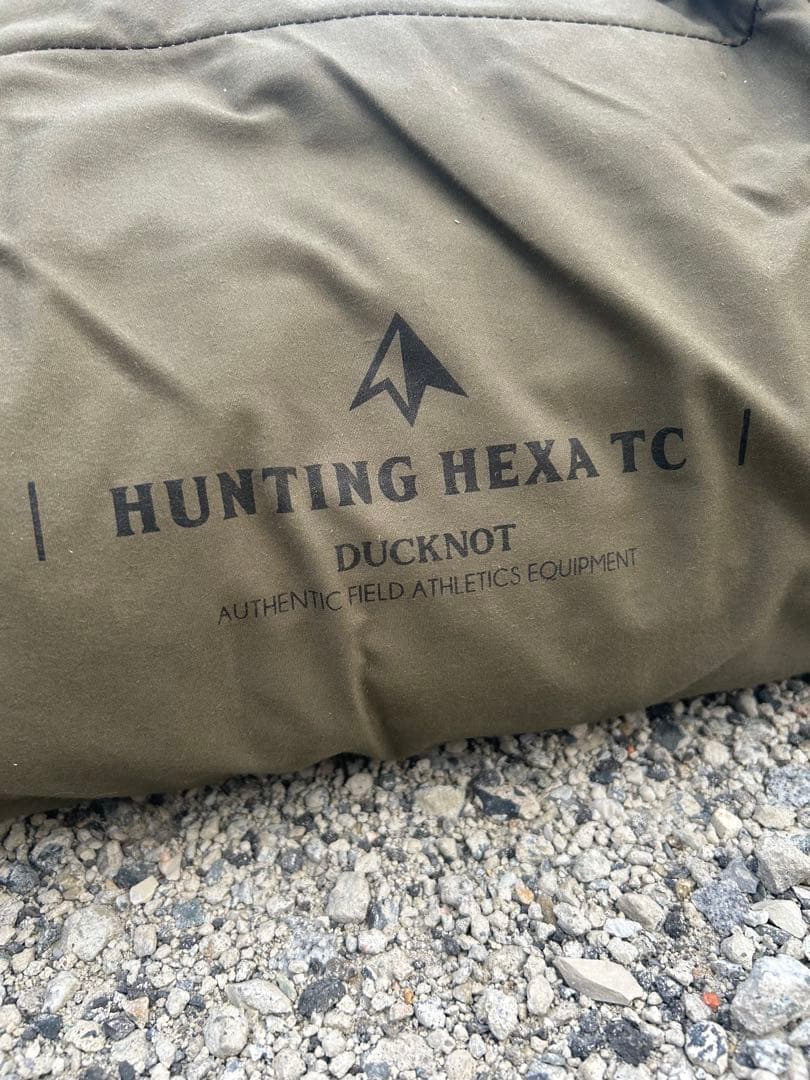 | HUNTING HEXA TC |
DUCKNOT
AUTHENTIC FIELD ATHLETICS EQUIPMENT